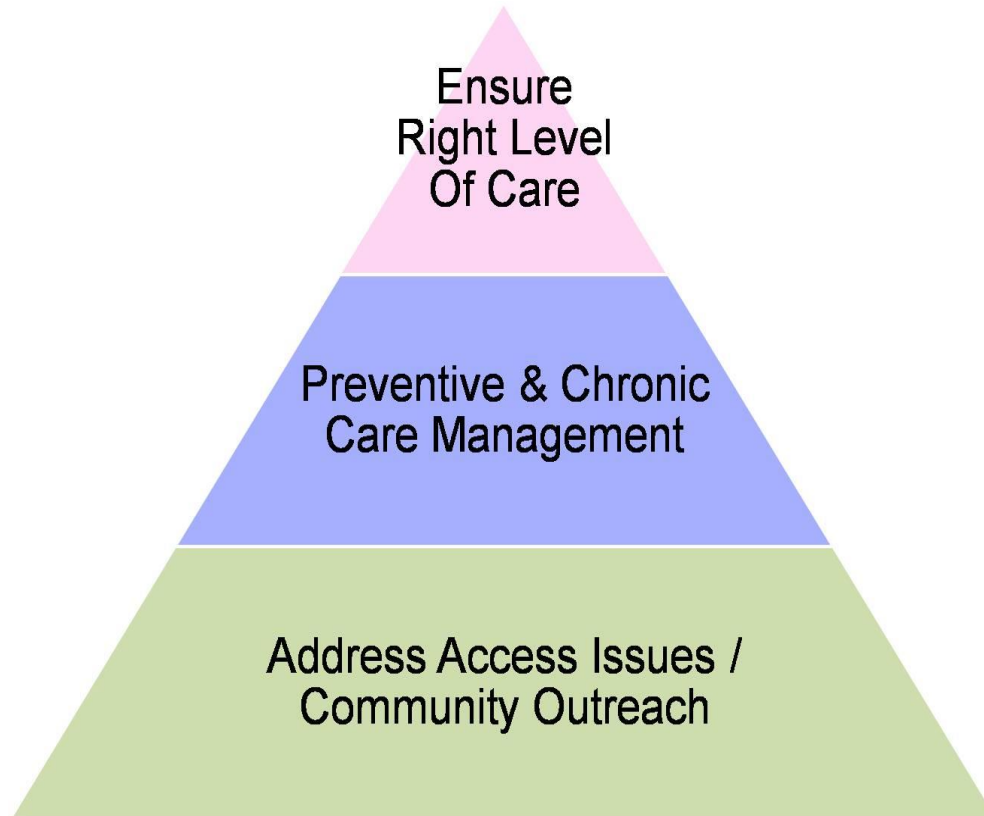 Ensure
Right Level
Of Care
Preventive & Chronic
Care Management
Address Access Issues /
Community Outreach